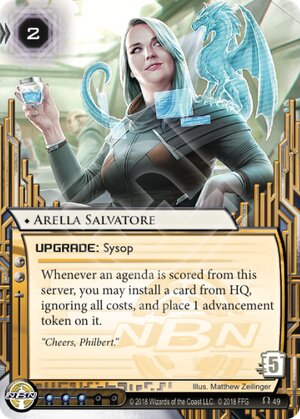 2
• ARELLA SALVATORE
UPGRADE: Sysop
Whenever an agenda is scored from this
server, you may install a card from HQ,
ignoring all costs, and place 1 advancement
token on it.
"Cheers, Philbert."
NBN
5
Illus. Matthew Zeilinger
NBN
© 2018 Wizards of the Coast LLC. © 2018 FFG
49